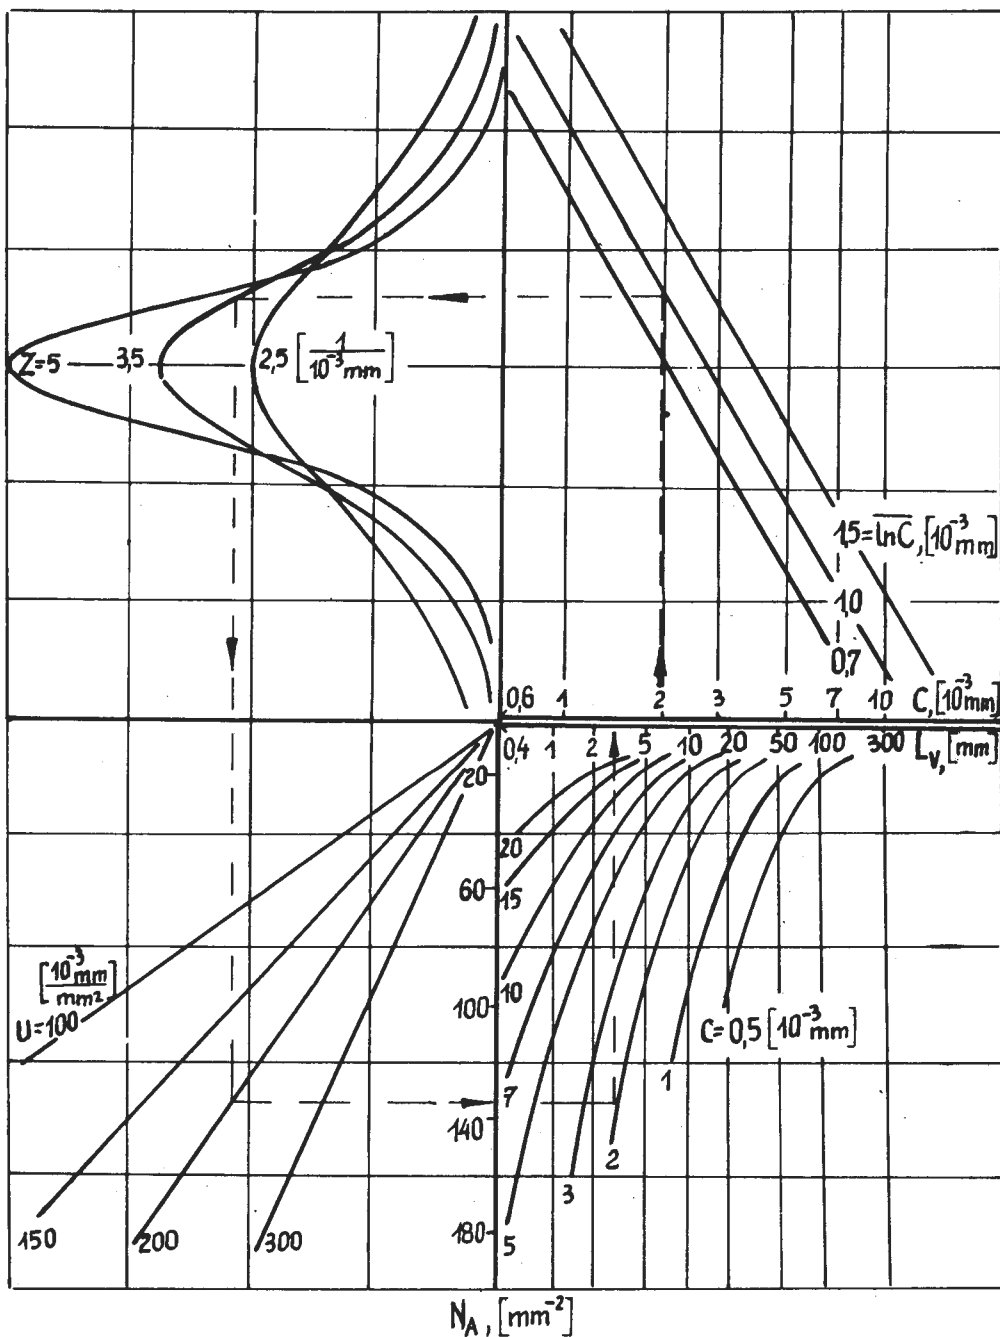 Z=5 3,5 2,5 [1/10⁻³mm]
1,5=lnC, [10⁻³mm]
1,0
0,7
0,6 1 2 3 5 7 10 C, [10⁻³mm]
0,4 1 2 5 10 20 50 100 300 Lᵥ, [mm]
20
20
60
15
[10⁻³mm/mm²]
10
100
U=100
C=0,5 [10⁻³mm]
1
7
140
2
3
180
5
150 200 300
N_A, [mm⁻²]